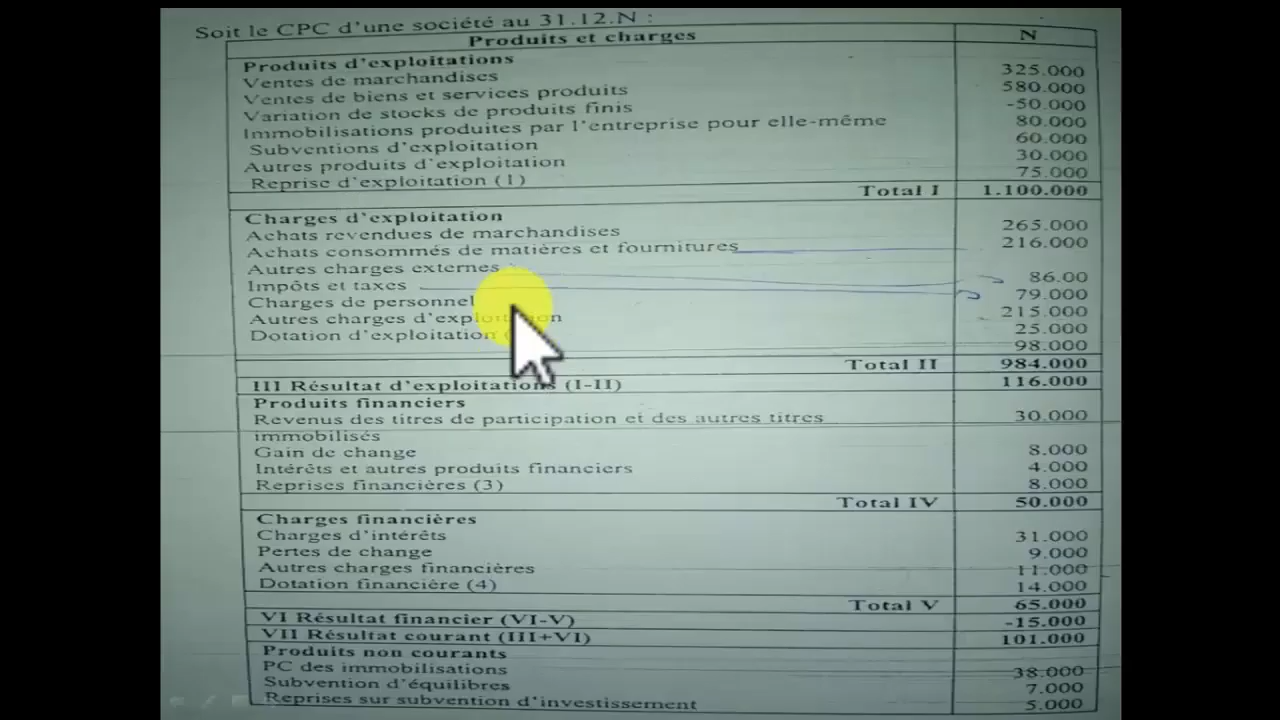 Soit le CPC d'une société au 31.12.N :
Produits et charges N
Produits d'exploitations
Ventes de marchandises 325.000
Ventes de biens et services produits 580.000
Variation de stocks de produits finis -50.000
Immobilisations produites par l'entreprise pour elle-même 80.000
Subventions d'exploitation 60.000
Autres produits d'exploitation 30.000
Reprise d'exploitation (1) 75.000
Total I 1.100.000
Charges d'exploitation
Achats revendues de marchandises 265.000
Achats consommés de matières et fournitures 216.000
Autres charges externes 86.00
Impôts et taxes 79.000
Charges de personnel 215.000
Autres charges d'exploitation 25.000
Dotation d'exploitation 98.000
Total II 984.000
III Résultat d'exploitations (I-II) 116.000
Produits financiers
Revenus des titres de participation et des autres titres 30.000
immobilisés
Gain de change 8.000
Intérêts et autres produits financiers 4.000
Reprises financières (3) 8.000
Total IV 50.000
Charges financières
Charges d'intérêts 31.000
Pertes de change 9.000
Autres charges financières 11.000
Dotation financière (4) 14.000
Total V 65.000
VI Résultat financier (VI-V) -15.000
VII Résultat courant (III+VI) 101.000
Produits non courants
PC des immobilisations 38.000
Subvention d'équilibres 7.000
Reprises sur subvention d'investissement 5.000